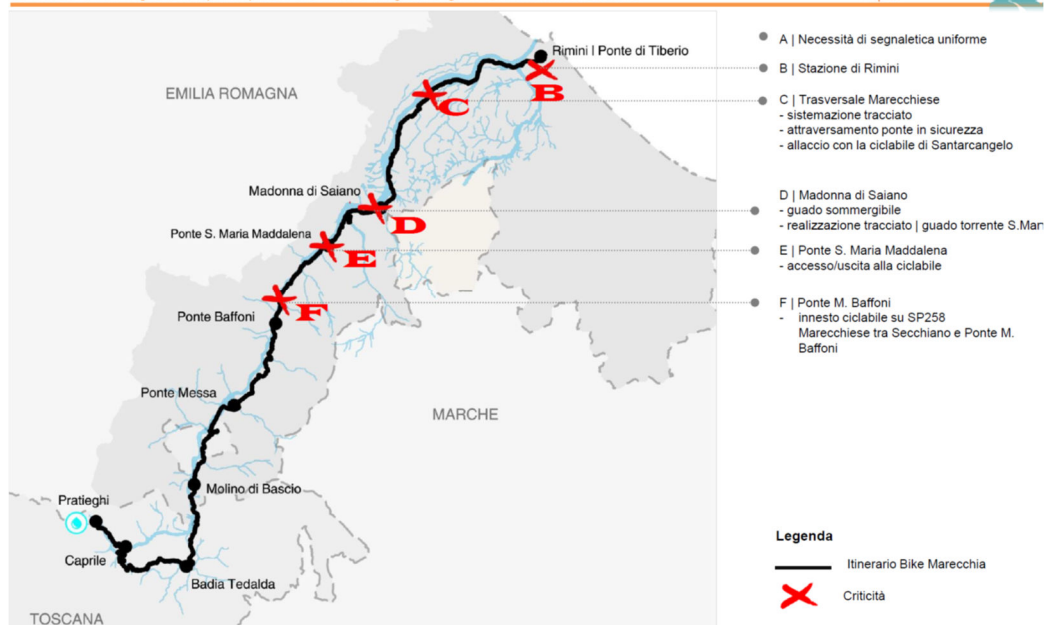 Rimini | Ponte di Tiberio
EMILIA ROMAGNA
B
C
Madonna di Saiano
D
Ponte S. Maria Maddalena
E
F
Ponte Baffoni
Ponte Messa
MARCHE
Molino di Bascio
Pratieghi
Caprile
Badia Tedalda
TOSCANA
A | Necessità di segnaletica uniforme
B | Stazione di Rimini
C | Trasversale Marecchiese
- sistemazione tracciato
- attraversamento ponte in sicurezza
- allaccio con la ciclabile di Santarcangelo
D | Madonna di Saiano
- guado sommergibile
- realizzazione tracciato | guado torrente S.Mar
E | Ponte S. Maria Maddalena
- accesso/uscita alla ciclabile
F | Ponte M. Baffoni
- innesto ciclabile su SP258
Marecchiese tra Secchiano e Ponte M.
Baffoni
Legenda
Itinerario Bike Marecchia
Criticità